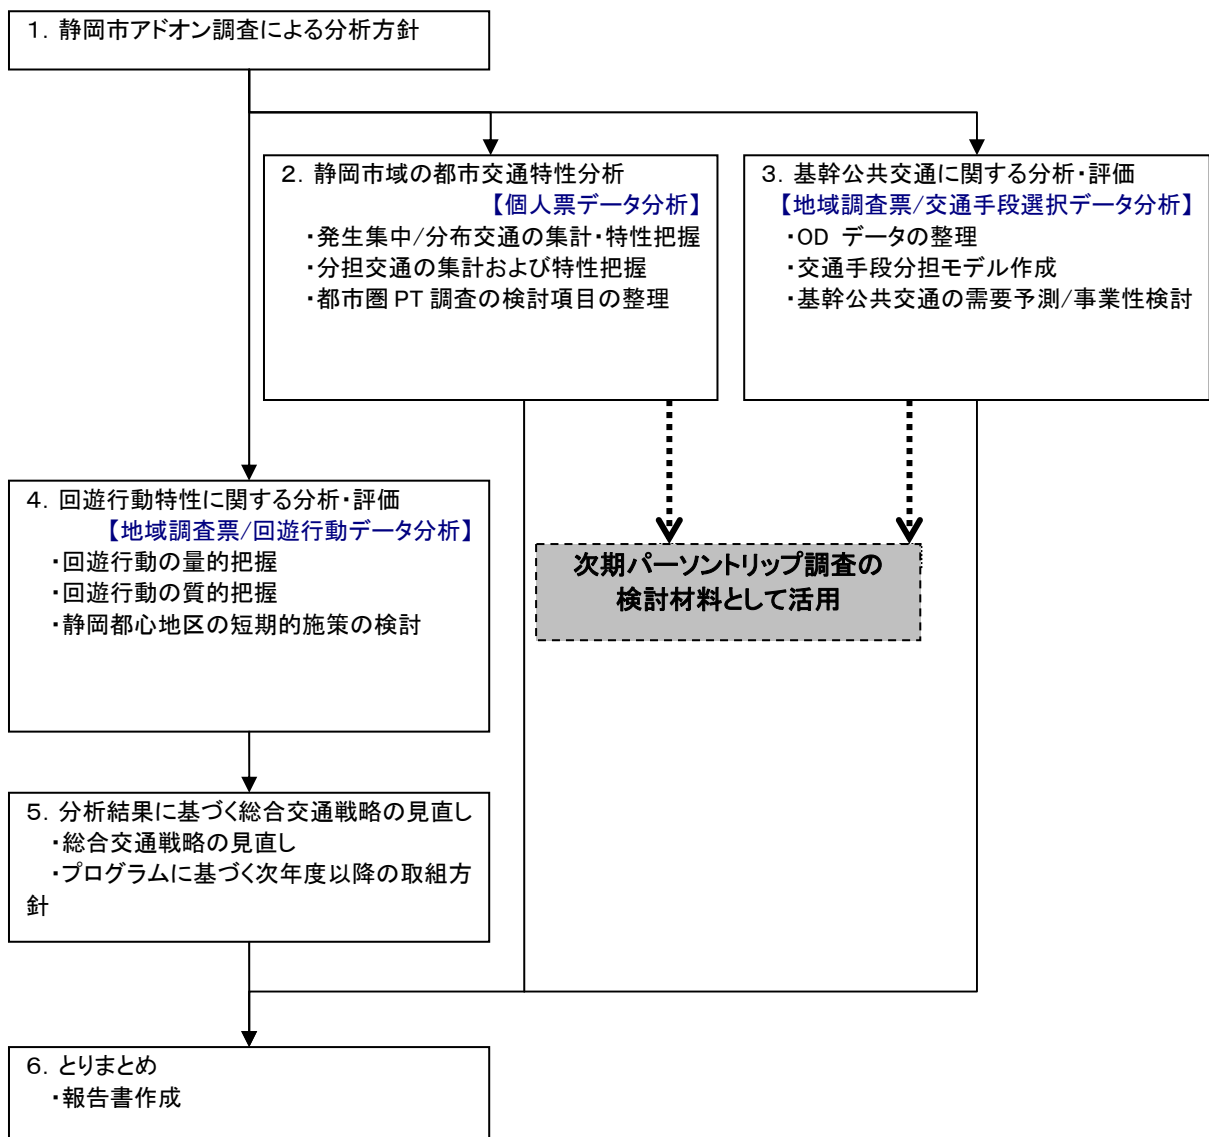 １．静岡市アドオン調査による分析方針
２．静岡市域の都市交通特性分析
【個人票データ分析】
・発生集中/分布交通の集計・特性把握
・分担交通の集計および特性把握
・都市圏 PT 調査の検討項目の整理
３．基幹公共交通に関する分析・評価
【地域調査票/交通手段選択データ分析】
・OD データの整理
・交通手段分担モデル作成
・基幹公共交通の需要予測/事業性検討
４．回遊行動特性に関する分析・評価
【地域調査票/回遊行動データ分析】
・回遊行動の量的把握
・回遊行動の質的把握
・静岡都心地区の短期的施策の検討
次期パーソントリップ調査の
検討材料として活用
５．分析結果に基づく総合交通戦略の見直し
・総合交通戦略の見直し
・プログラムに基づく次年度以降の取組方
針
６．とりまとめ
・報告書作成